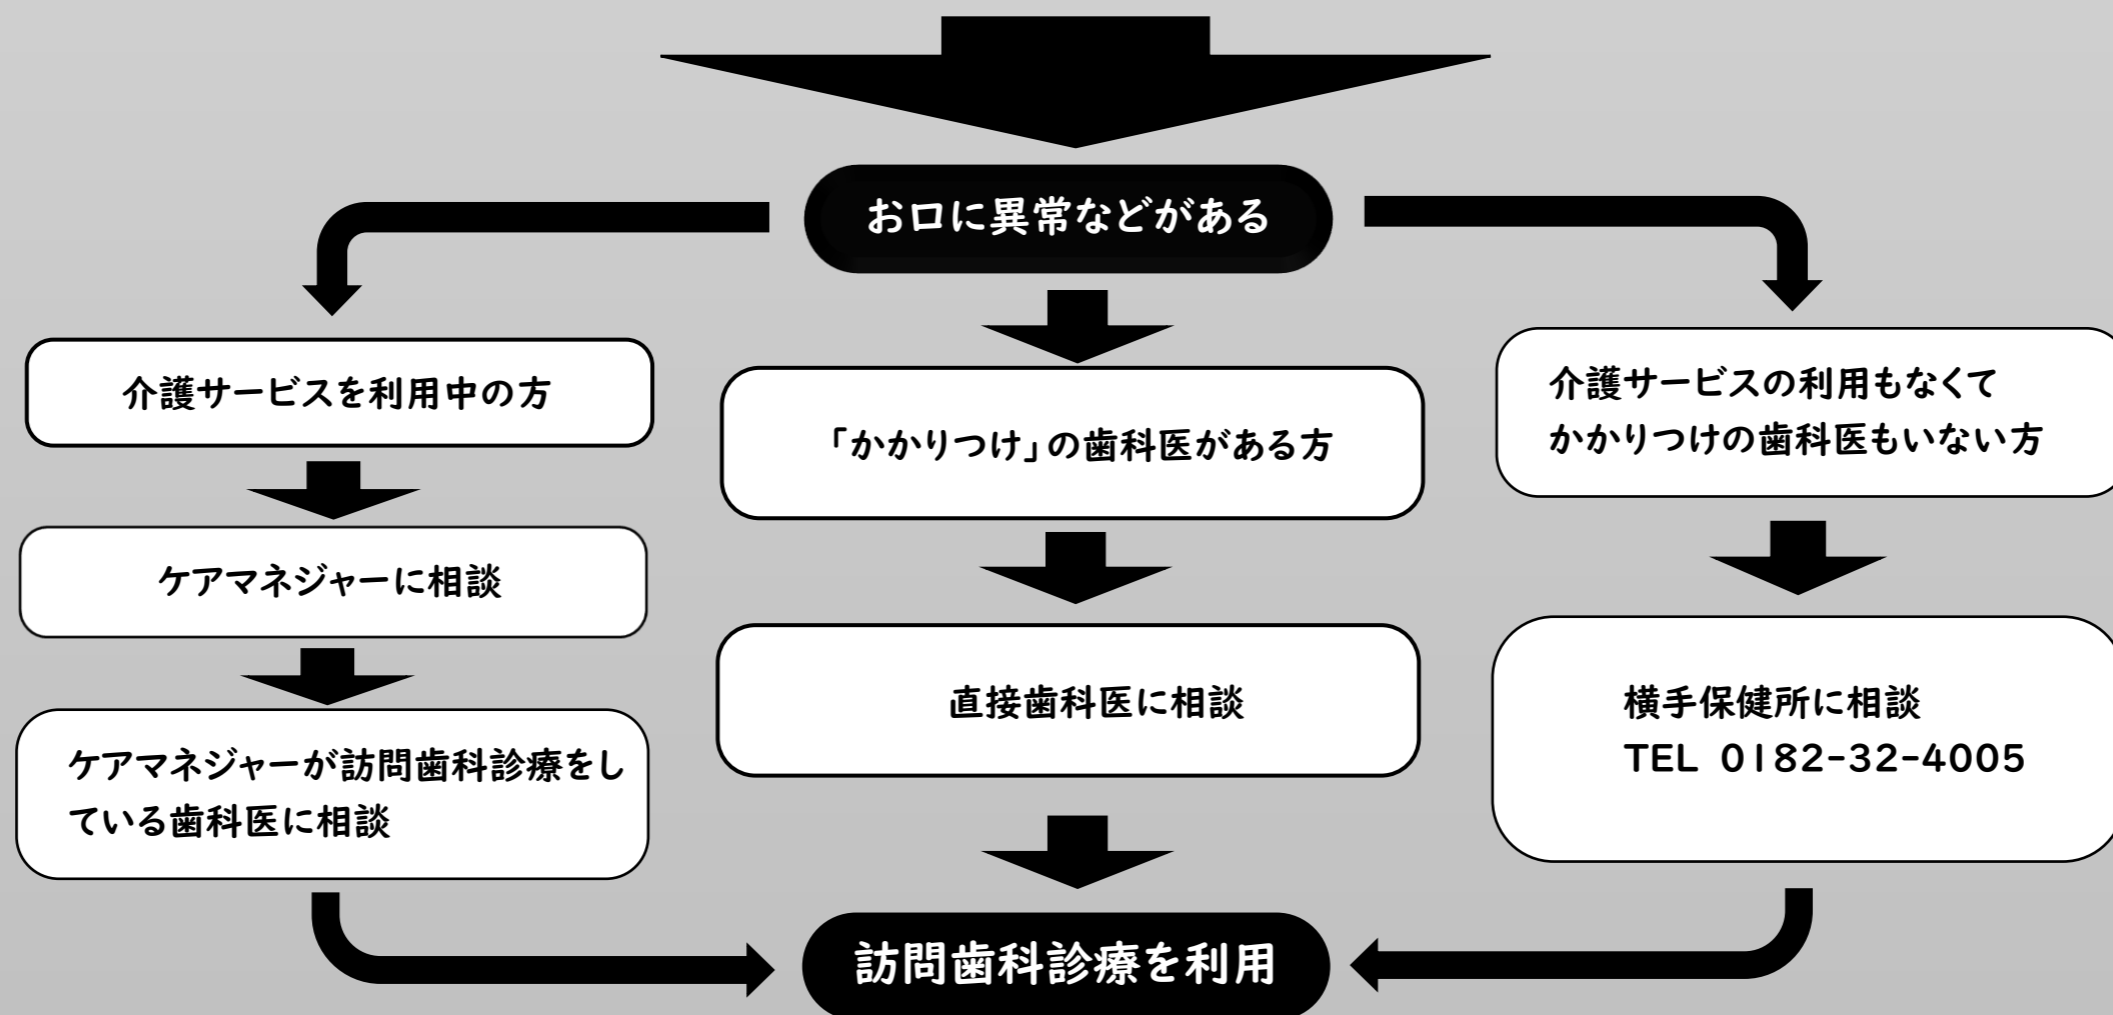 お口に異常などがある
介護サービスを利用中の方
ケアマネジャーに相談
ケアマネジャーが訪問歯科診療をし
ている歯科医に相談
「かかりつけ」の歯科医がある方
直接歯科医に相談
介護サービスの利用もなくて
かかりつけの歯科医もいない方
横手保健所に相談
TEL 0182-32-4005
訪問歯科診療を利用